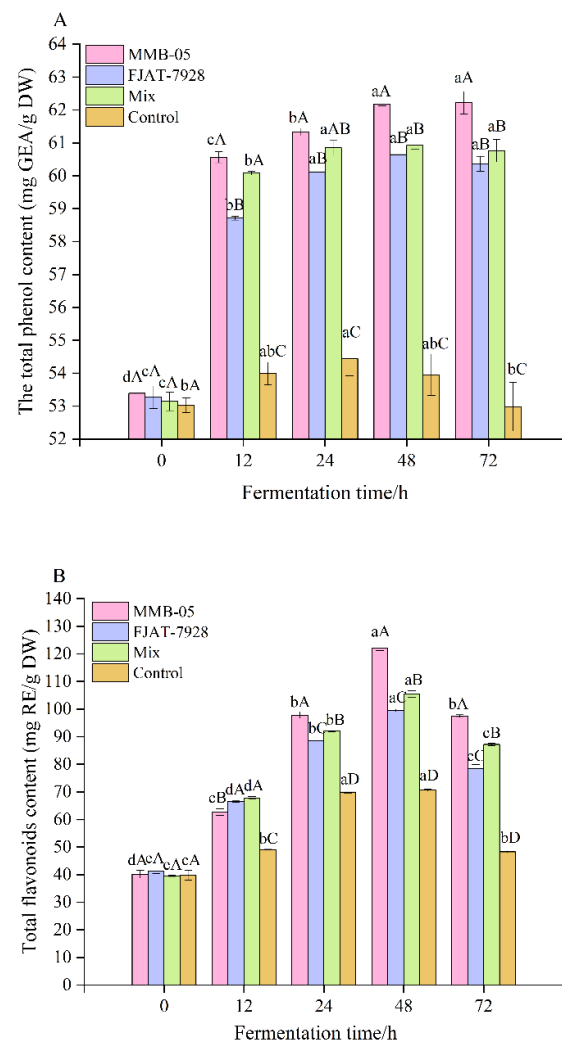 A
MMB-05
FJAT-7928
Mix
Control
The total phenol content (mg GEA/g DW)
64
63
62
61
60
59
58
57
56
55
54
53
52
dA
cA
cA
bA
cA
bB
bA
abC
bA
aB
aAB
aC
aA
aB
aB
abC
aA
aB
aB
bC
0 12 24 48 72
Fermentation time/h
B
MMB-05
FJAT-7928
Mix
Control
Total flavonoids content (mg RE/g DW)
140
130
120
110
100
90
80
70
60
50
40
30
20
10
0
dA
cA
cB
dA
dA
bC
bA
bC
bB
aD
aA
aC
aB
aD
bA
cC
cB
bD
0 12 24 48 72
Fermentation time/h